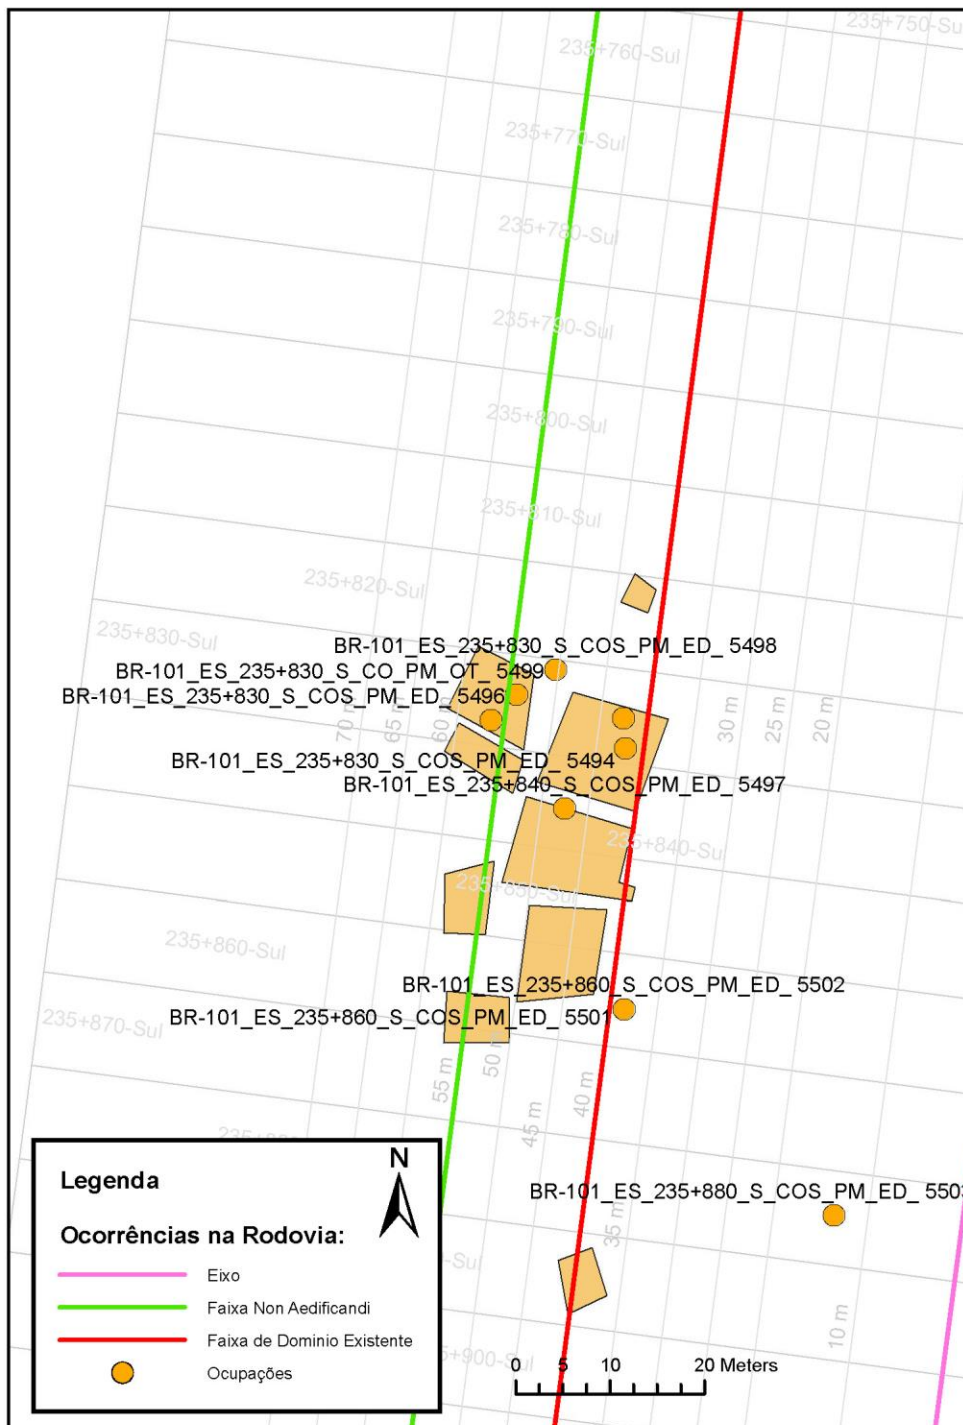 235+750-Sul
235+760-Sul
235+770-Sul
235+780-Sul
235+790-Sul
235+800-Sul
235+810-Sul
235+820-Sul
235+830-Sul
BR-101_ES_235+830_S_COS_PM_ED_ 5498
BR-101_ES_235+830_S_CO_PM_OT_ 5499
BR-101_ES_235+830_S_COS_PM_ED_ 5496
70 m
65 m
60 m
30 m
25 m
20 m
BR-101_ES_235+830_S_COS_PM_ED_ 5494
BR-101_ES_235+840_S_COS_PM_ED_ 5497
235+840-Sul
235+850-Sul
235+860-Sul
BR-101_ES_235+860_S_COS_PM_ED_ 5502
235+870-Sul
BR-101_ES_235+860_S_COS_PM_ED_ 5501
55 m
50 m
45 m
40 m
BR-101_ES_235+880_S_COS_PM_ED_ 5503
35 m
10 m
Legenda
N
Ocorrências na Rodovia:
Eixo
Faixa Non Aedificandi
Faixa de Dominio Existente
Ocupações
+900-Sul
0 5 10 20 Meters